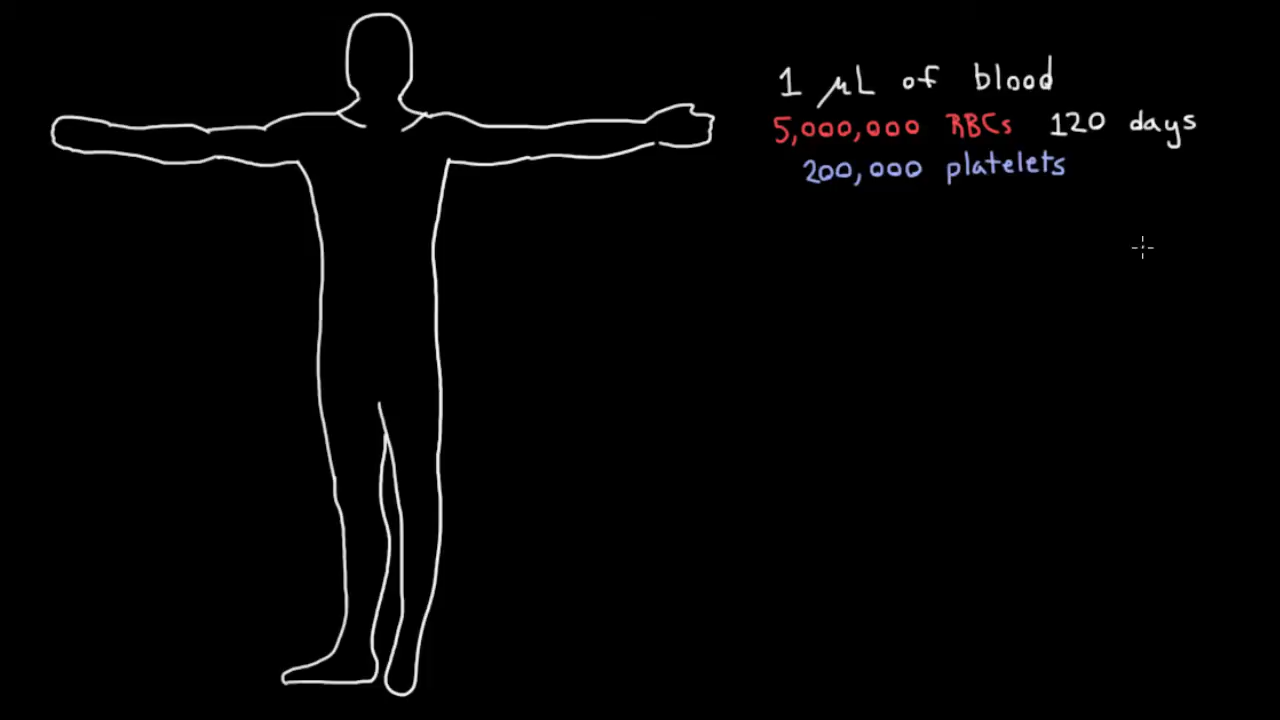 1 μL of blood
5,000,000 RBCs 120 days
200,000 platelets